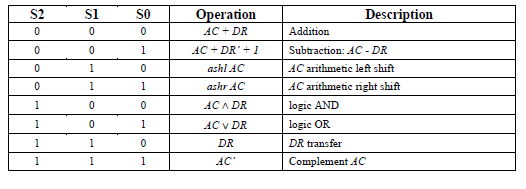 S2 S1 S0 Operation Description
0 0 0 AC + DR Addition
0 0 1 AC + DR' + 1 Subtraction: AC - DR
0 1 0 ashl AC AC arithmetic left shift
0 1 1 ashr AC AC arithmetic right shift
1 0 0 AC ∧ DR logic AND
1 0 1 AC ∨ DR logic OR
1 1 0 DR DR transfer
1 1 1 AC' Complement AC